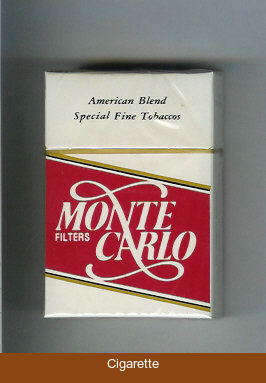 American Blend
Special Fine Tobaccos
MONTE
FILTERS
CARLO
Cigarette